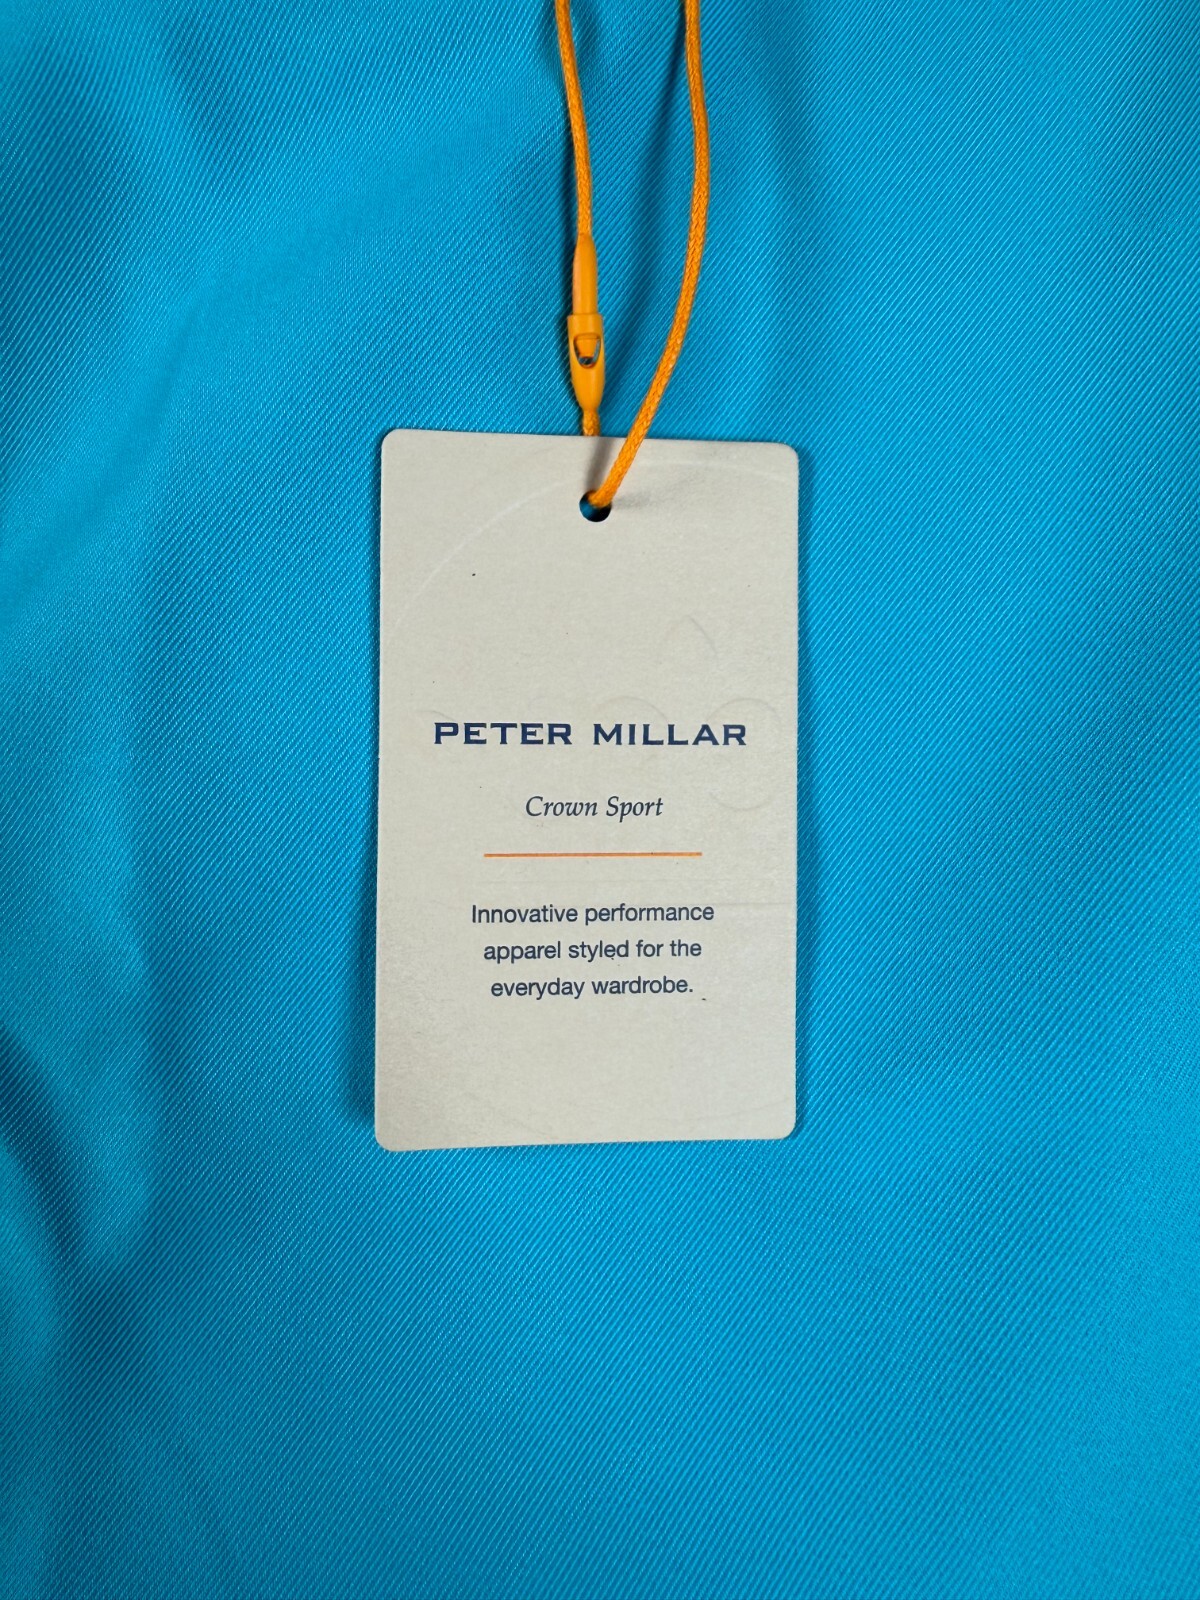 PETER MILLAR
Crown Sport
Innovative performance
apparel styled for the
everyday wardrobe.